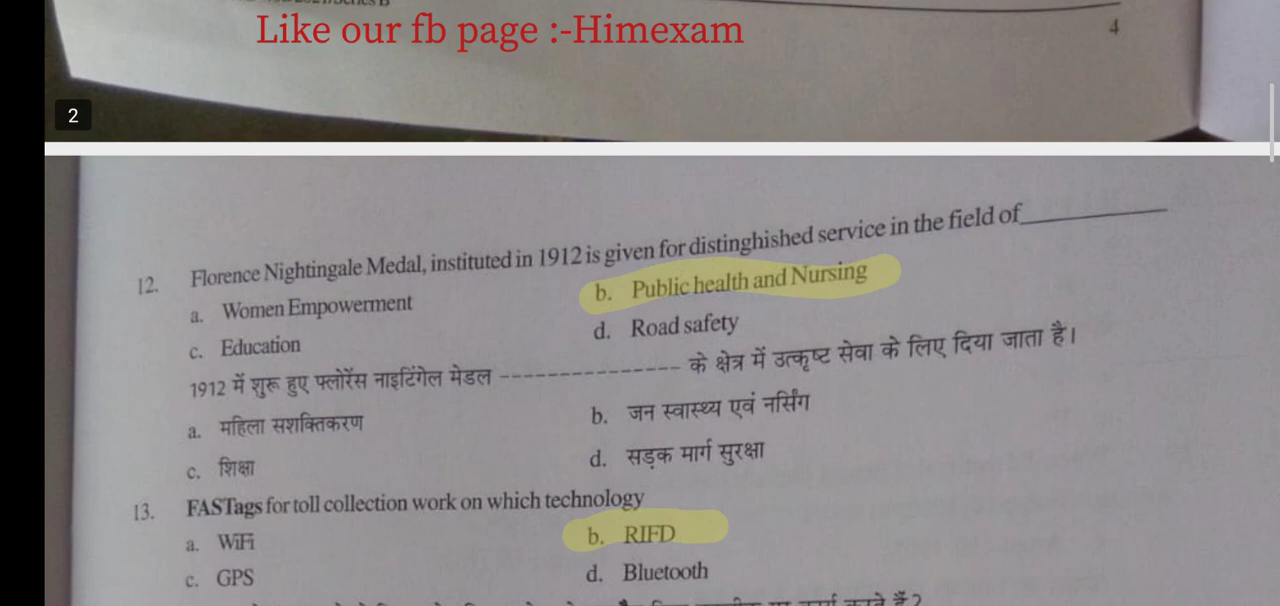 Like our fb page :-Himexam
4
2
12. Florence Nightingale Medal, instituted in 1912 is given for distinghished service in the field of__________
a. Women Empowerment b. Public health and Nursing
c. Education d. Road safety
1912 में शुरू हुए फ्लोरेंस नाइटिंगेल मेडल --------------- के क्षेत्र में उत्कृष्ट सेवा के लिए दिया जाता है।
a. महिला सशक्तिकरण b. जन स्वास्थ्य एवं नर्सिंग
c. शिक्षा d. सड़क मार्ग सुरक्षा
13. FASTags for toll collection work on which technology
a. WiFi b. RIFD
c. GPS d. Bluetooth